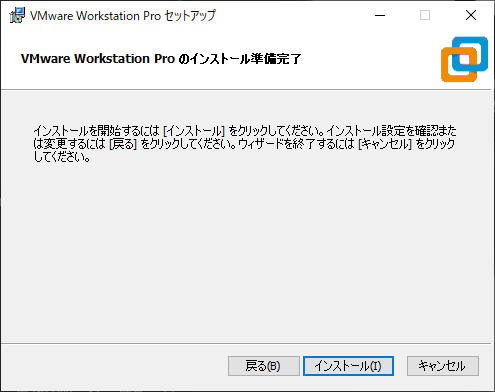 VMware Workstation Pro セットアップ
VMware Workstation Pro のインストール準備完了
インストールを開始するには [インストール] をクリックしてください。インストール設定を確認また
は変更するには [戻る] をクリックしてください。ウィザードを終了するには [キャンセル] をクリック
してください。
戻る(B)
インストール(I)
キャンセル